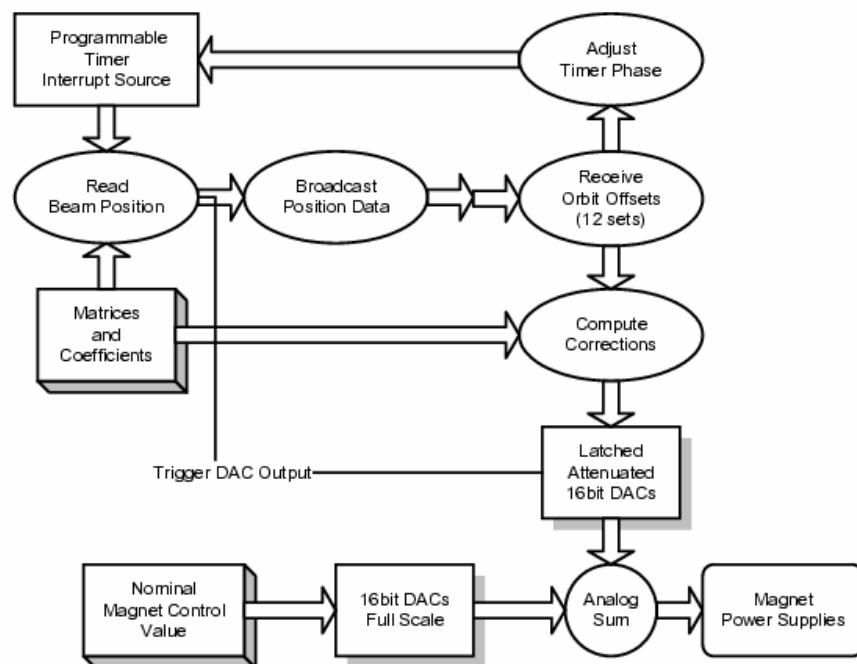 Programmable
Timer
Interrupt Source
Adjust
Timer Phase
Read
Beam Position
Broadcast
Position Data
Receive
Orbit Offsets
(12 sets)
Matrices
and
Coefficients
Compute
Corrections
Trigger DAC Output
Latched
Attenuated
16bit DACs
Nominal
Magnet Control
Value
16bit DACs
Full Scale
Analog
Sum
Magnet
Power Supplies